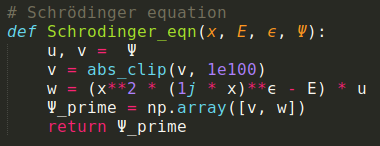 # Schrödinger equation
def Schrodinger_eqn(x, E, ϵ, Ψ):
u, v = Ψ
v = abs_clip(v, 1e100)
w = (x**2 * (1j * x)**ϵ - E) * u
Ψ_prime = np.array([v, w])
return Ψ_prime